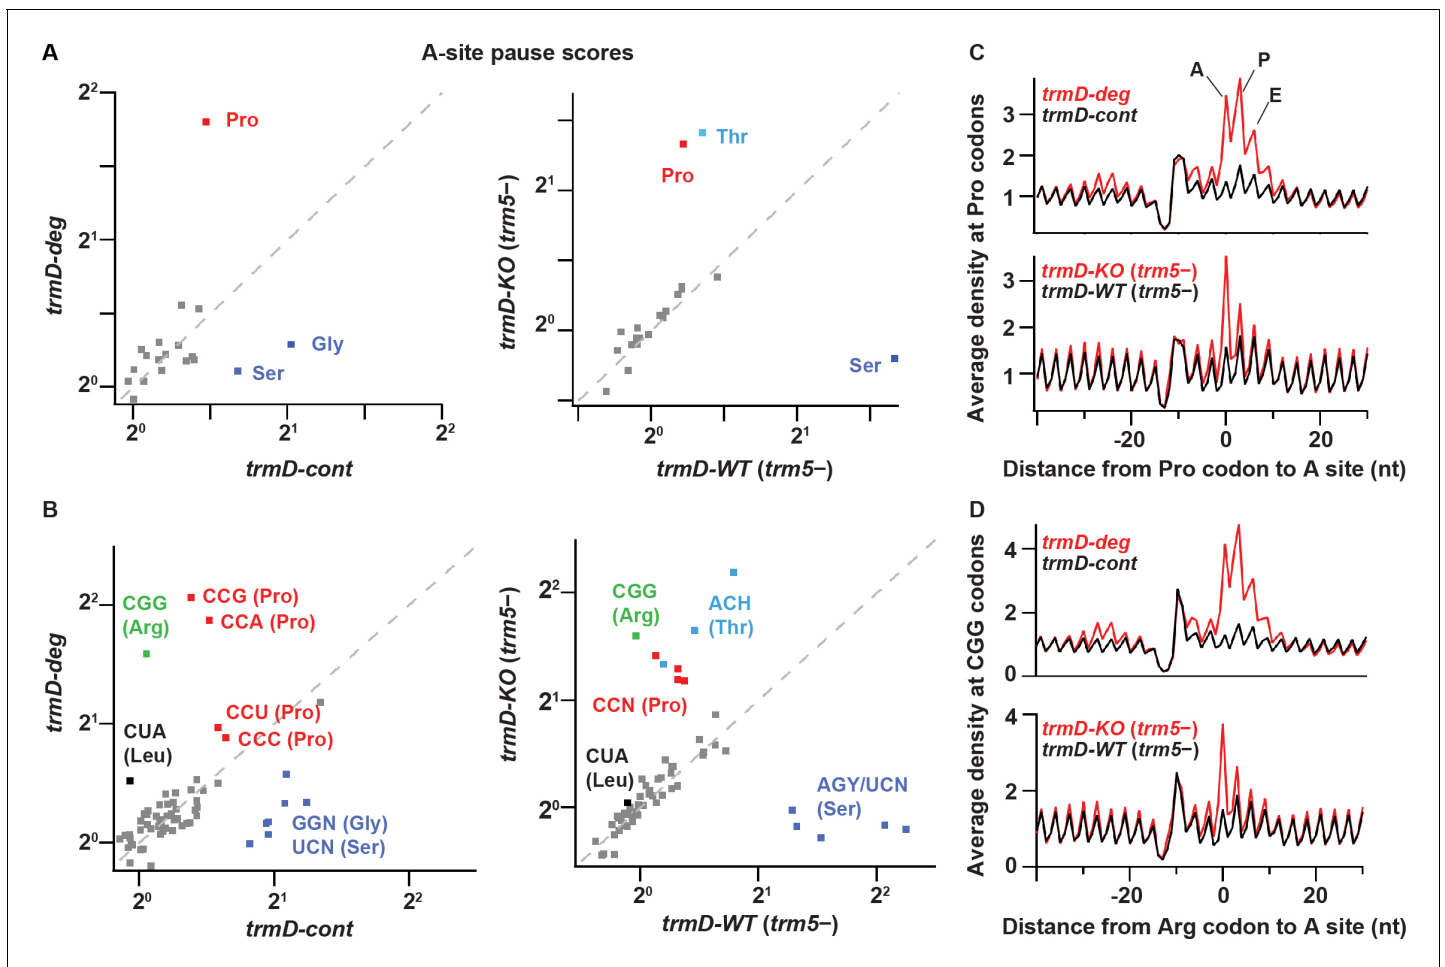 A
A-site pause scores
2²
2¹
2⁰
trmD-deg
Pro
Gly
Ser
2⁰
2¹
2²
trmD-cont
2¹
2⁰
trmD-KO (trm5−)
Thr
Pro
Ser
2⁰
2¹
trmD-WT (trm5−)
C
A
P
E
trmD-deg
trmD-cont
3
2
1
Average density at Pro codons
trmD-KO (trm5−)
trmD-WT (trm5−)
3
2
1
-20
0
20
Distance from Pro codon to A site (nt)
B
2²
2¹
2⁰
trmD-deg
CGG
(Arg)
CCG (Pro)
CCA (Pro)
CCU (Pro)
CCC (Pro)
CUA
(Leu)
GGN (Gly)
UCN (Ser)
2⁰
2¹
2²
trmD-cont
2²
2¹
2⁰
trmD-KO (trm5−)
CGG
(Arg)
ACH
(Thr)
CCN (Pro)
CUA
(Leu)
AGY/UCN
(Ser)
2⁰
2¹
2²
trmD-WT (trm5−)
D
trmD-deg
trmD-cont
4
2
0
Average density at CGG codons
trmD-KO (trm5−)
trmD-WT (trm5−)
4
2
0
-20
0
20
Distance from Arg codon to A site (nt)